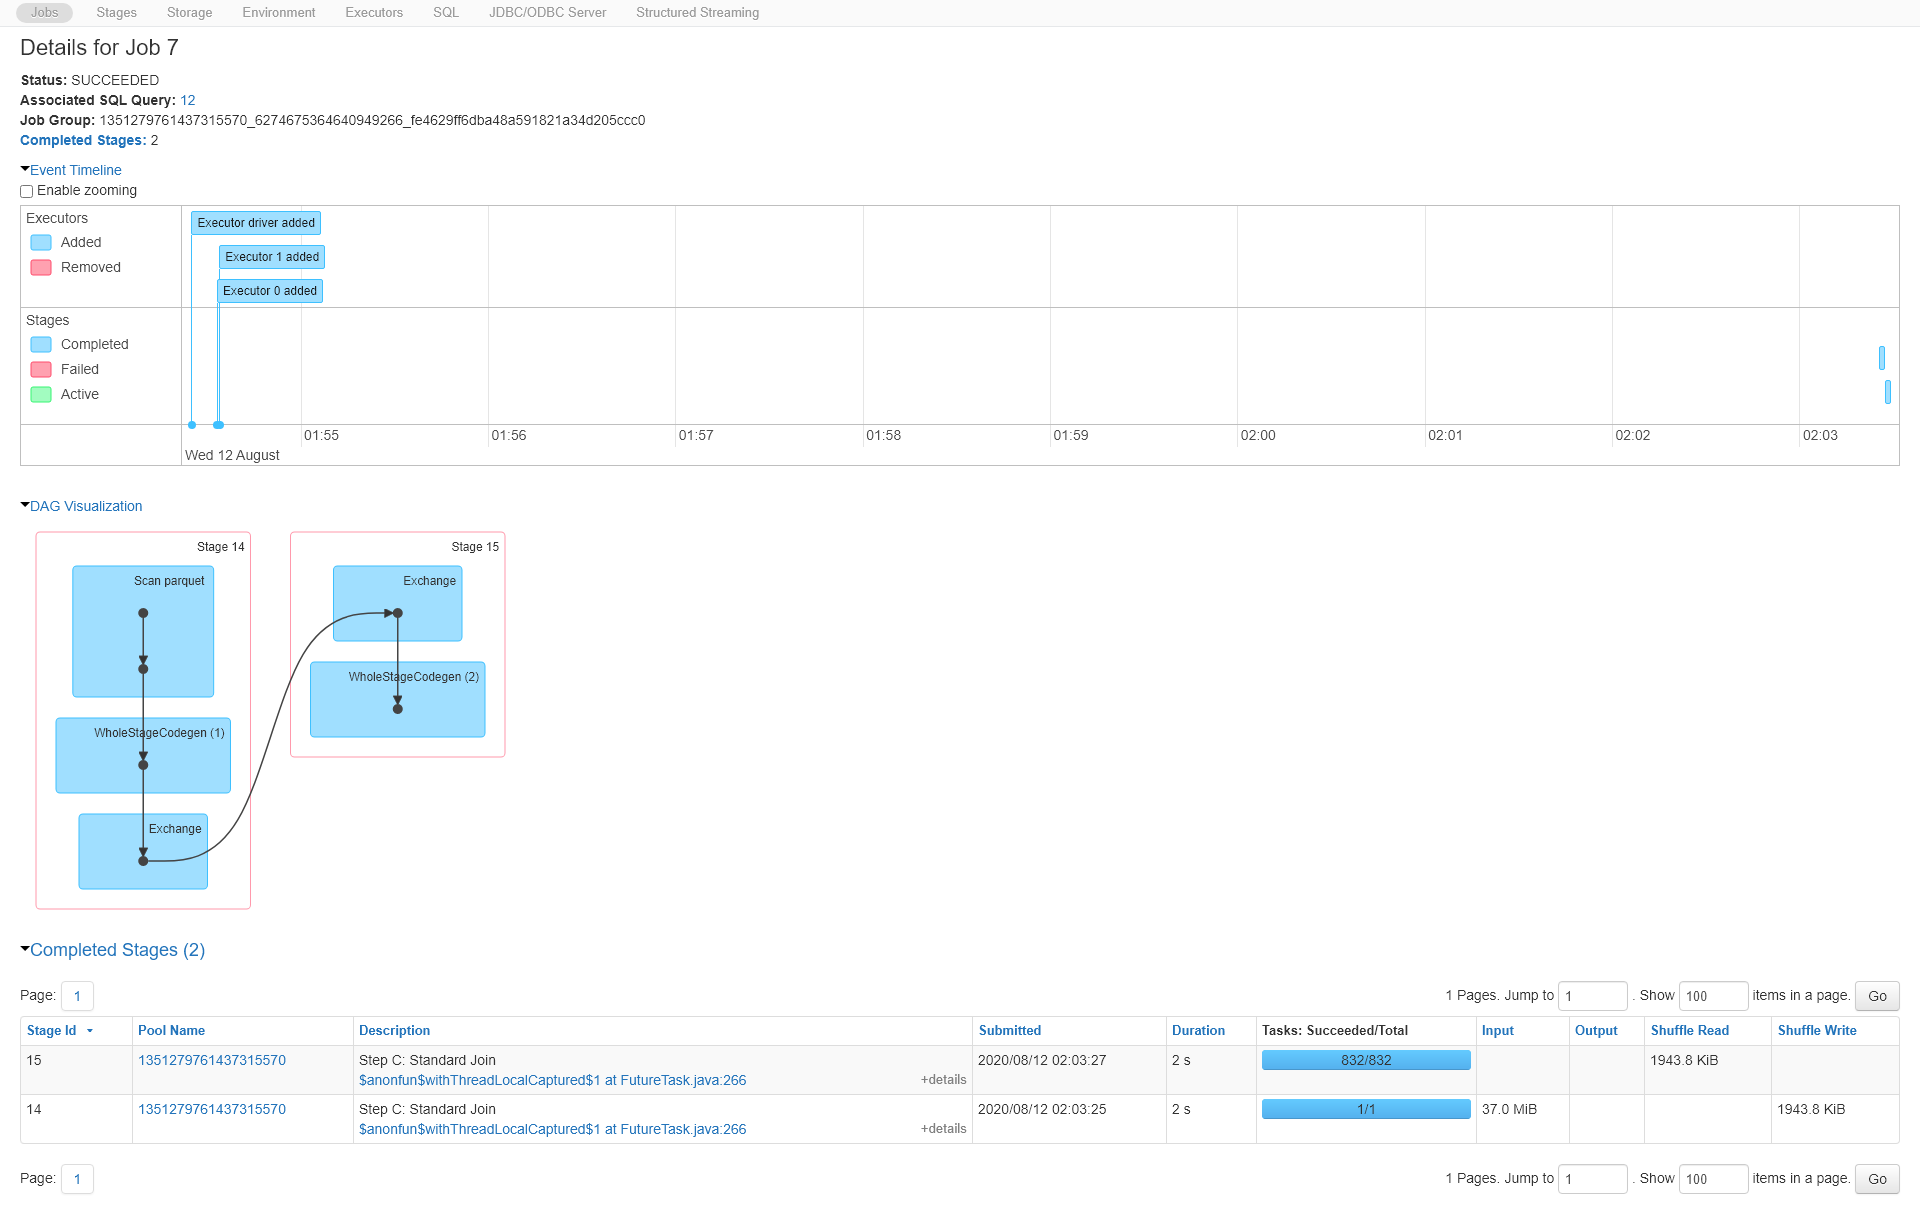 Jobs Stages Storage Environment Executors SQL JDBC/ODBC Server Structured Streaming
Details for Job 7
Status: SUCCEEDED
Associated SQL Query: 12
Job Group: 1351279761437315570_6274675364640949266_fe4629ff6dba48a591821a34d205ccc0
Completed Stages: 2
Event Timeline
Enable zooming
Executors
Added
Removed
Executor driver added
Executor 1 added
Executor 0 added
Stages
Completed
Failed
Active
01:55 01:56 01:57 01:58 01:59 02:00 02:01 02:02 02:03
Wed 12 August
DAG Visualization
Stage 14
Scan parquet
WholeStageCodegen (1)
Exchange
Stage 15
Exchange
WholeStageCodegen (2)
Completed Stages (2)
Page: 1 1 Pages. Jump to 1 . Show 100 items in a page. Go
Stage Id Pool Name Description Submitted Duration Tasks: Succeeded/Total Input Output Shuffle Read Shuffle Write
15 1351279761437315570 Step C: Standard Join 2020/08/12 02:03:27 2 s 832/832 1943.8 KiB
$anonfun$withThreadLocalCaptured$1 at FutureTask.java:266 +details
14 1351279761437315570 Step C: Standard Join 2020/08/12 02:03:25 2 s 1/1 37.0 MiB 1943.8 KiB
$anonfun$withThreadLocalCaptured$1 at FutureTask.java:266 +details
Page: 1 1 Pages. Jump to 1 . Show 100 items in a page. Go